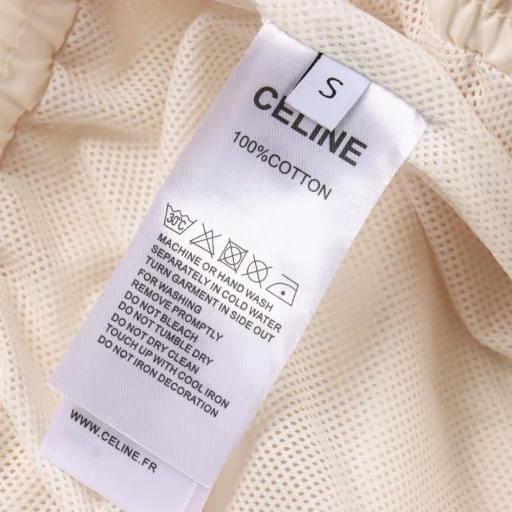 S
CELINE
100%COTTON
30°C
MACHINE OR HAND WASH
SEPARATELY IN COLD WATER
TURN GARMENT IN SIDE OUT
FOR WASHING
REMOVE PROMPTLY
DO NOT BLEACH
DO NOT TUMBLE DRY
DO NOT DRY CLEAN
TOUCH UP WITH COOL IRON
DO NOT IRON DECORATION
WWW.CELINE.FR